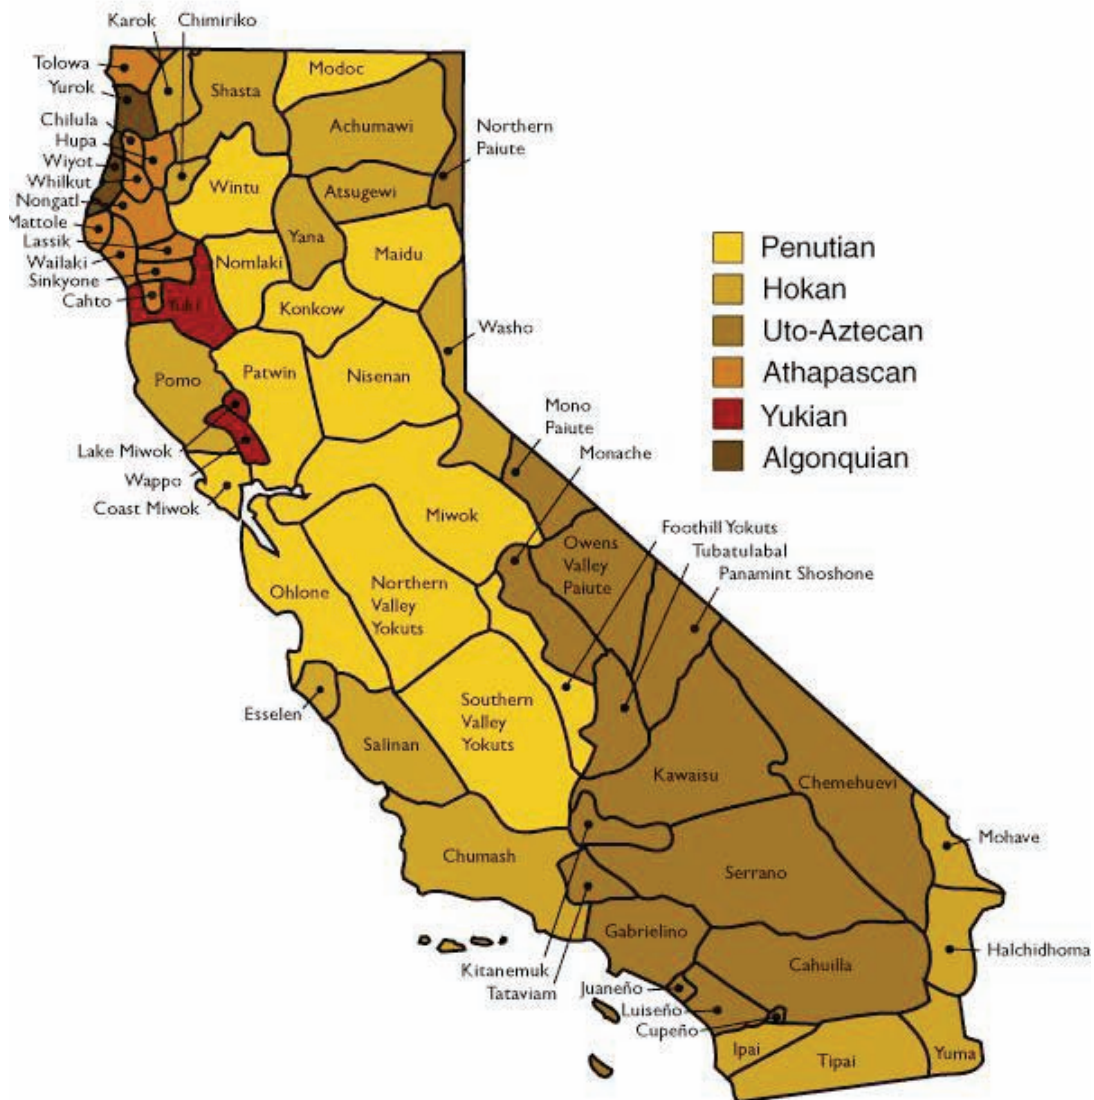 Karok
Chimiriko
Tolowa
Yurok
Chilula
Hupa
Wiyot
Whilkut
Nongatl
Mattole
Lassik
Wailaki
Sinkyone
Cahto
Shasta
Modoc
Achumawi
Northern
Paiute
Wintu
Atsugewi
Yana
Maidu
Nomlaki
Yuki
Konkow
Washo
Pomo
Patwin
Nisenan
Lake Miwok
Wappo
Coast Miwok
Mono
Paiute
Monache
Miwok
Foothill Yokuts
Tubatulabal
Panamint Shoshone
Owens
Valley
Paiute
Ohlone
Northern
Valley
Yokuts
Esselen
Southern
Valley
Yokuts
Salinan
Kawaisu
Chemehuevi
Mohave
Chumash
Serrano
Gabrielino
Halchidhoma
Cahuilla
Kitanemuk
Tataviam
Juaneño
Luiseño
Cupeño
Ipai
Tipai
Yuma
Penutian
Hokan
Uto-Aztecan
Athapascan
Yukian
Algonquian